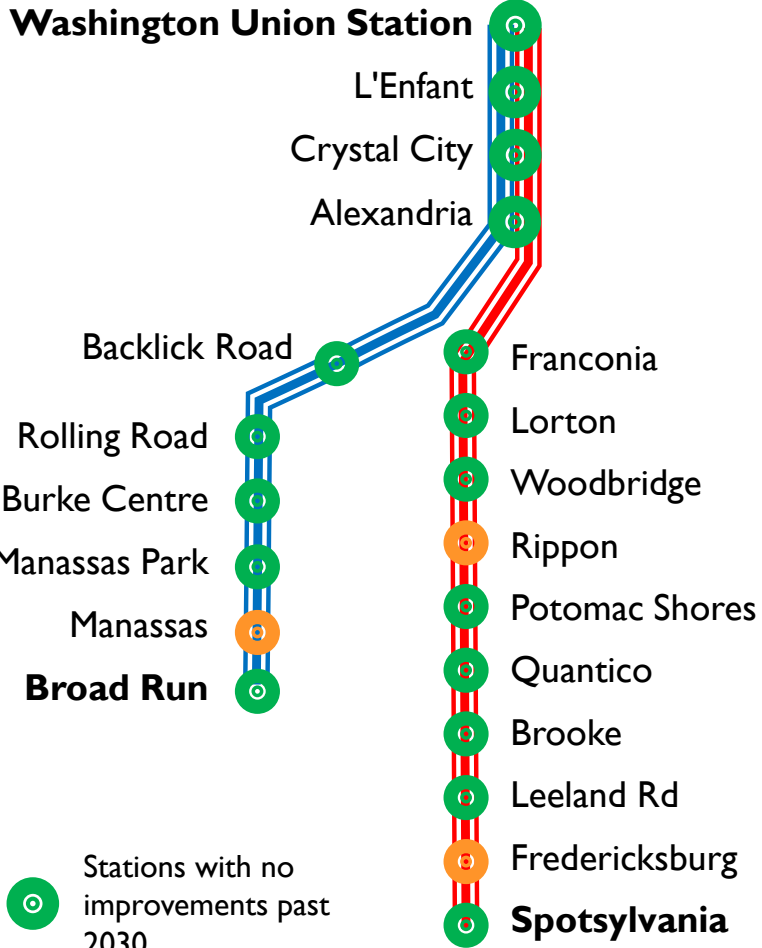 Washington Union Station
L'Enfant
Crystal City
Alexandria
Backlick Road
Rolling Road
Burke Centre
Manassas Park
Manassas
Broad Run
Franconia
Lorton
Woodbridge
Rippon
Potomac Shores
Quantico
Brooke
Leeland Rd
Fredericksburg
Spotsylvania
Stations with no
improvements past
2030